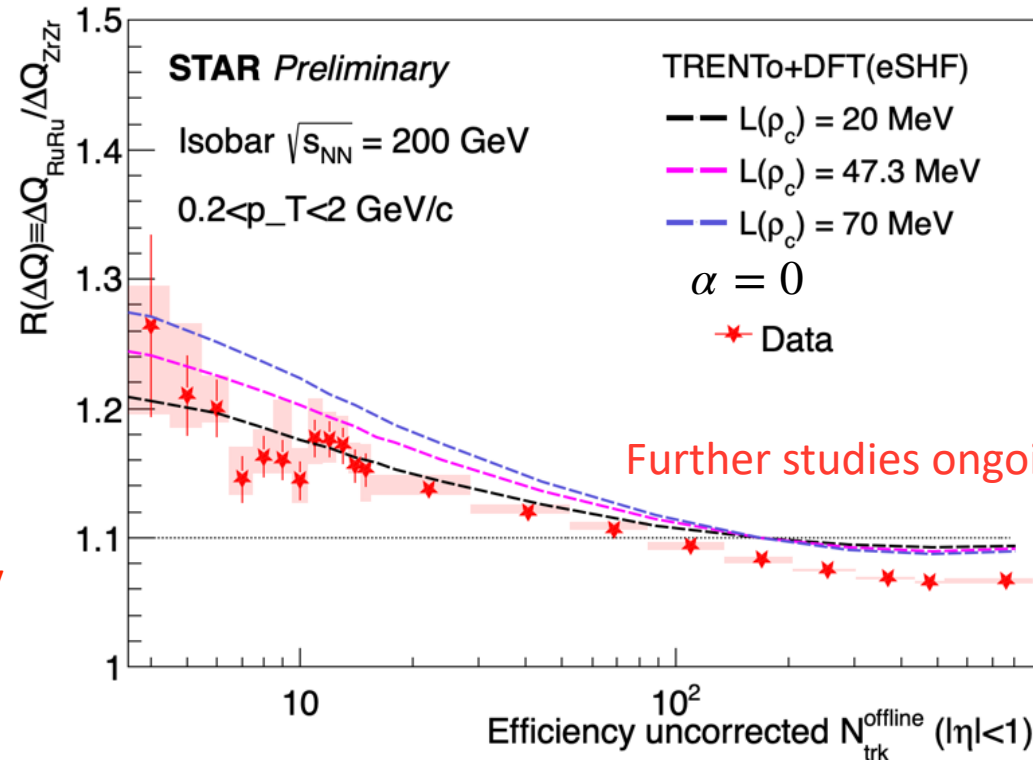 R(ΔQ)≡ΔQ_RuRu/ΔQ_ZrZr
1.5
1.4
1.3
1.2
1.1
1
STAR Preliminary
Isobar √s_NN = 200 GeV
0.2<p_T<2 GeV/c
TRENTo+DFT(eSHF)
L(ρ_c) = 20 MeV
L(ρ_c) = 47.3 MeV
L(ρ_c) = 70 MeV
α = 0
Data
Further studies ongoi
10
10²
Efficiency uncorrected N_trk^offline (|η|<1)